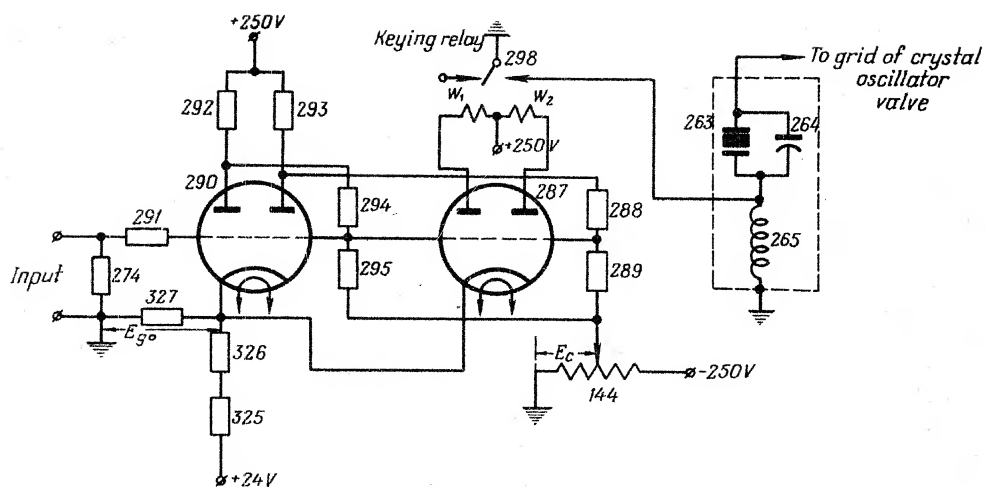 +250V
Keying relay
298
To grid of crystal
oscillator
valve
292
293
W1
W2
+250V
263
264
290
287
291
294
288
274
295
289
265
Input
327
Eg°
326
Ec
-250V
144
325
+24V